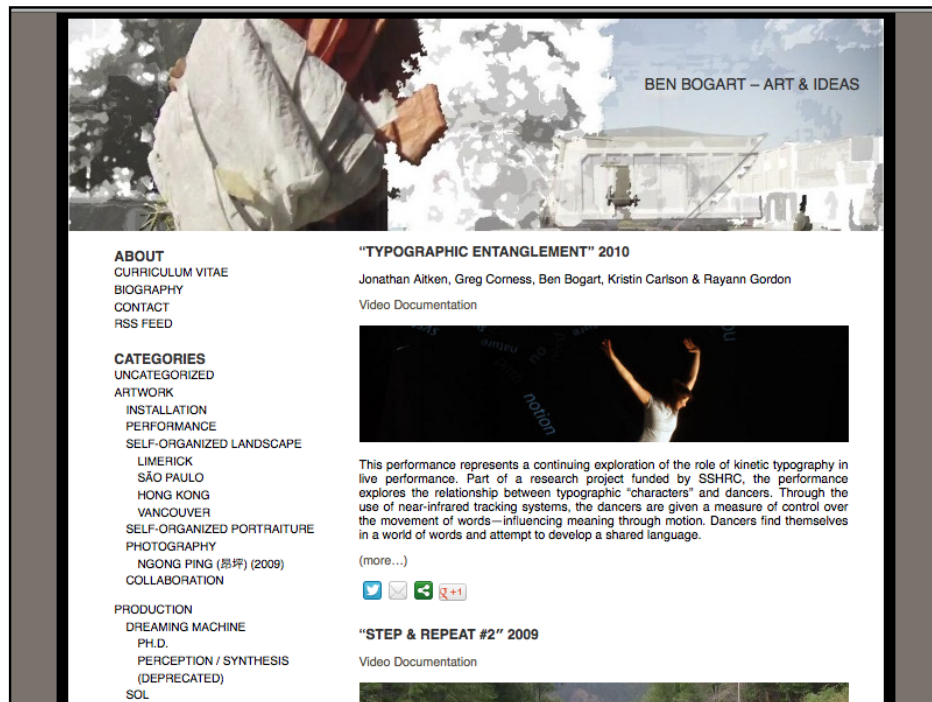 BEN BOGART – ART & IDEAS
ABOUT
CURRICULUM VITAE
BIOGRAPHY
CONTACT
RSS FEED
CATEGORIES
UNCATEGORIZED
ARTWORK
INSTALLATION
PERFORMANCE
SELF-ORGANIZED LANDSCAPE
LIMERICK
SÃO PAULO
HONG KONG
VANCOUVER
SELF-ORGANIZED PORTRAITURE
PHOTOGRAPHY
NGONG PING (昂坪) (2009)
COLLABORATION
PRODUCTION
DREAMING MACHINE
PH.D.
PERCEPTION / SYNTHESIS
(DEPRECATED)
SOL
“TYPOGRAPHIC ENTANGLEMENT” 2010
Jonathan Aitken, Greg Corness, Ben Bogart, Kristin Carlson & Rayann Gordon
Video Documentation
nature
no
notion
This performance represents a continuing exploration of the role of kinetic typography in
live performance. Part of a research project funded by SSHRC, the performance
explores the relationship between typographic “characters” and dancers. Through the
use of near-infrared tracking systems, the dancers are given a measure of control over
the movement of words—influencing meaning through motion. Dancers find themselves
in a world of words and attempt to develop a shared language.
(more…)
+1
“STEP & REPEAT #2″ 2009
Video Documentation